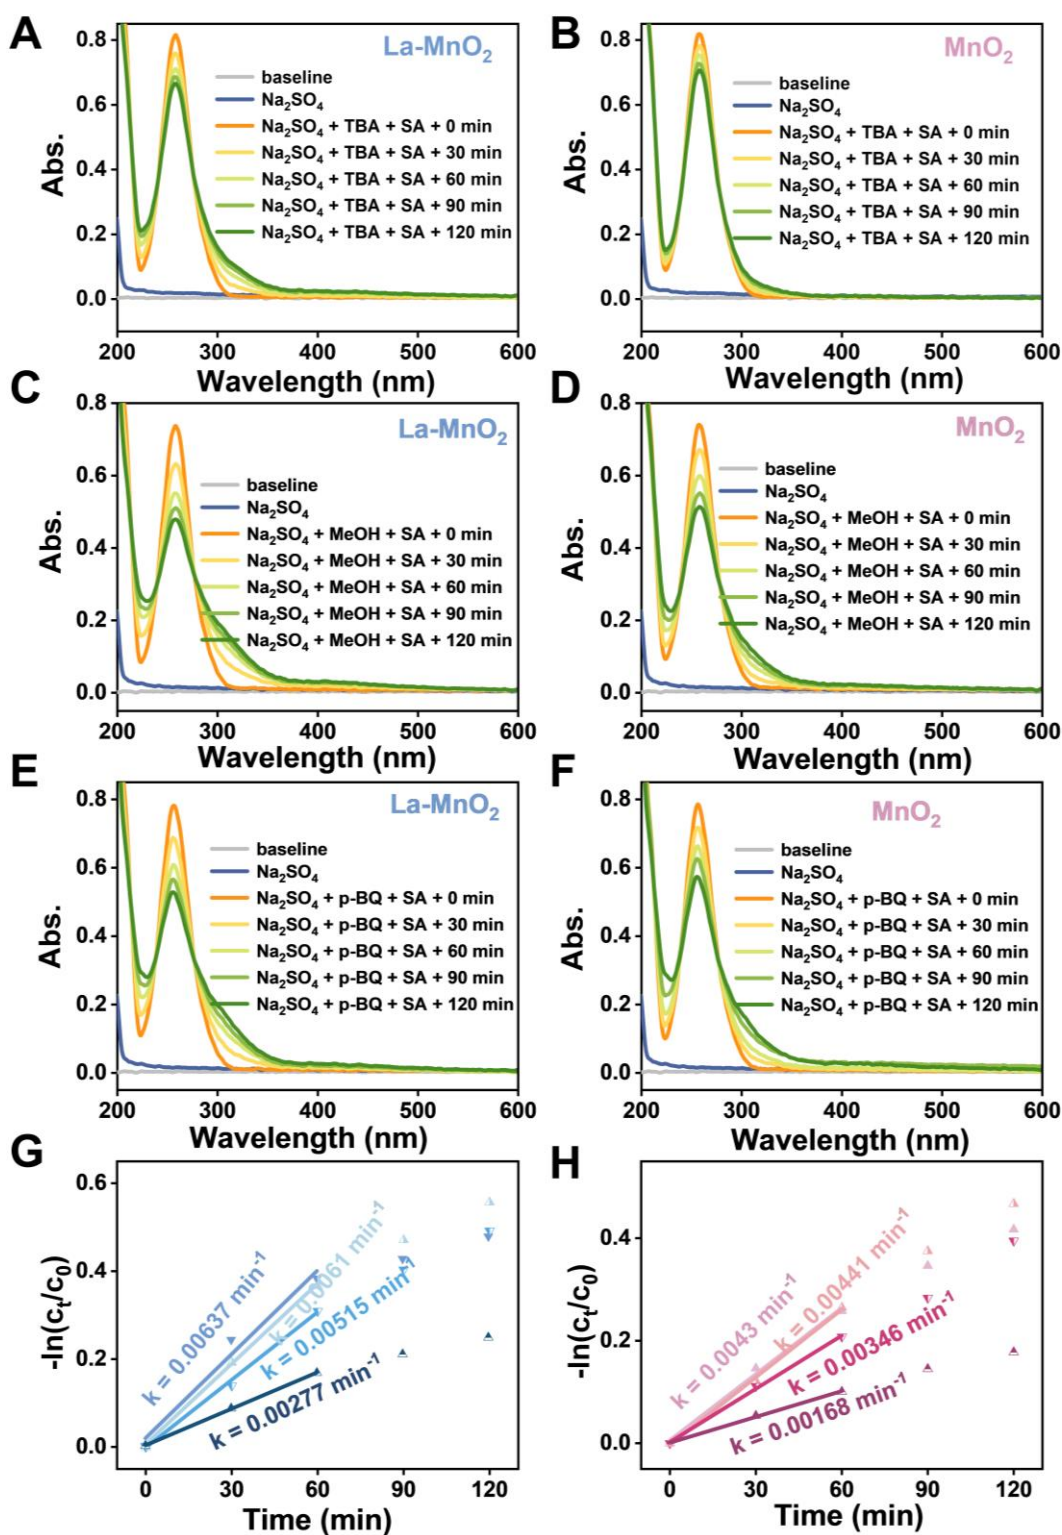 A
La-MnO2
0.8
0.6
0.4
0.2
0.0
Abs.
baseline
Na2SO4
Na2SO4 + TBA + SA + 0 min
Na2SO4 + TBA + SA + 30 min
Na2SO4 + TBA + SA + 60 min
Na2SO4 + TBA + SA + 90 min
Na2SO4 + TBA + SA + 120 min
200 300 400 500 600
Wavelength (nm)
B
MnO2
0.8
0.6
0.4
0.2
0.0
Abs.
baseline
Na2SO4
Na2SO4 + TBA + SA + 0 min
Na2SO4 + TBA + SA + 30 min
Na2SO4 + TBA + SA + 60 min
Na2SO4 + TBA + SA + 90 min
Na2SO4 + TBA + SA + 120 min
200 300 400 500 600
Wavelength (nm)
C
La-MnO2
0.8
0.6
0.4
0.2
0.0
Abs.
baseline
Na2SO4
Na2SO4 + MeOH + SA + 0 min
Na2SO4 + MeOH + SA + 30 min
Na2SO4 + MeOH + SA + 60 min
Na2SO4 + MeOH + SA + 90 min
Na2SO4 + MeOH + SA + 120 min
200 300 400 500 600
Wavelength (nm)
D
MnO2
0.8
0.6
0.4
0.2
0.0
Abs.
baseline
Na2SO4
Na2SO4 + MeOH + SA + 0 min
Na2SO4 + MeOH + SA + 30 min
Na2SO4 + MeOH + SA + 60 min
Na2SO4 + MeOH + SA + 90 min
Na2SO4 + MeOH + SA + 120 min
200 300 400 500 600
Wavelength (nm)
E
La-MnO2
0.8
0.6
0.4
0.2
0.0
Abs.
baseline
Na2SO4
Na2SO4 + p-BQ + SA + 0 min
Na2SO4 + p-BQ + SA + 30 min
Na2SO4 + p-BQ + SA + 60 min
Na2SO4 + p-BQ + SA + 90 min
Na2SO4 + p-BQ + SA + 120 min
200 300 400 500 600
Wavelength (nm)
F
MnO2
0.8
0.6
0.4
0.2
0.0
Abs.
baseline
Na2SO4
Na2SO4 + p-BQ + SA + 0 min
Na2SO4 + p-BQ + SA + 30 min
Na2SO4 + p-BQ + SA + 60 min
Na2SO4 + p-BQ + SA + 90 min
Na2SO4 + p-BQ + SA + 120 min
200 300 400 500 600
Wavelength (nm)
G
0.6
0.4
0.2
0.0
-ln(ct/c0)
k = 0.00637 min-1
k = 0.0061 min-1
k = 0.00515 min-1
k = 0.00277 min-1
0 30 60 90 120
Time (min)
H
0.4
0.2
0.0
-ln(ct/c0)
k = 0.0043 min-1
k = 0.00441 min-1
k = 0.00346 min-1
k = 0.00168 min-1
0 30 60 90 120
Time (min)